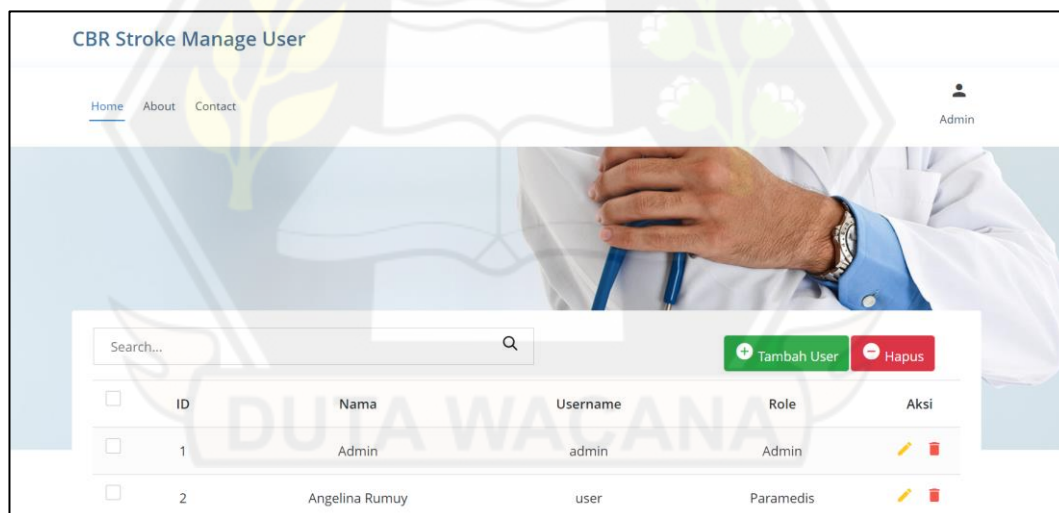 CBR Stroke Manage User
Home About Contact
Admin
Search...
Tambah User Hapus
ID Nama Username Role Aksi
1 Admin admin Admin
2 Angelina Rumuy user Paramedis
DUTA WACANA